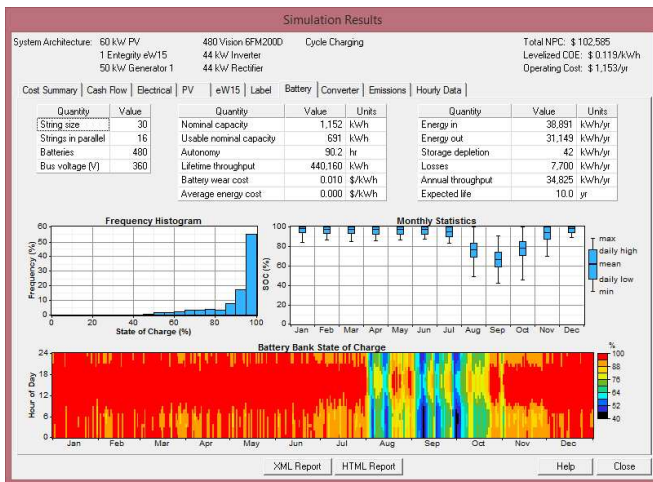 Simulation Results
System Architecture: 60 kW PV 480 Vision 6FM200D Cycle Charging Total NPC: $ 102,585
1 Entegrity eW15 44 kW Inverter Levelized COE: $ 0.119/kWh
50 kW Generator 1 44 kW Rectifier Operating Cost: $ 1,153/yr
Cost Summary Cash Flow Electrical PV eW15 Label Battery Converter Emissions Hourly Data
Quantity Value Quantity Value Units Quantity Value Units
String size 30 Nominal capacity 1,152 kWh Energy in 38,891 kWh/yr
Strings in parallel 16 Usable nominal capacity 691 kWh Energy out 31,149 kWh/yr
Batteries 480 Autonomy 90.2 hr Storage depletion 42 kWh/yr
Bus voltage (V) 360 Lifetime throughput 440,160 kWh Losses 7,700 kWh/yr
Battery wear cost 0.010 $/kWh Annual throughput 34,825 kWh/yr
Average energy cost 0.000 $/kWh Expected life 10.0 yr
Frequency Histogram
Frequency (%)
60
50
40
30
20
10
0
0 20 40 60 80 100
State of Charge (%)
Monthly Statistics
SOC (%)
100
80
60
40
20
0
Jan Feb Mar Apr May Jun Jul Aug Sep Oct Nov Dec
max
daily high
mean
daily low
min
Battery Bank State of Charge
Hour of Day
24
18
12
6
0
Jan Feb Mar Apr May Jun Jul Aug Sep Oct Nov Dec
%
100
88
76
64
52
40
XML Report HTML Report Help Close